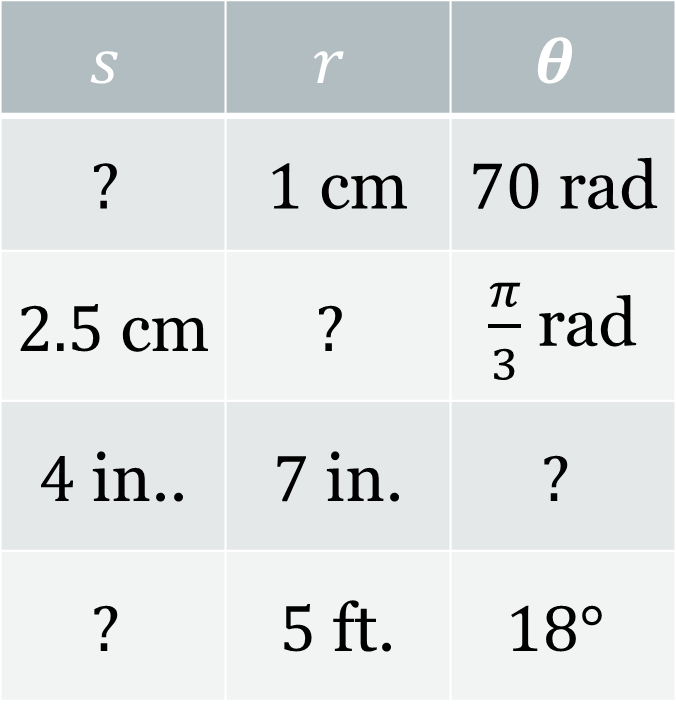 s r θ
? 1 cm 70 rad
2.5 cm ? π/3 rad
4 in.. 7 in. ?
? 5 ft. 18°